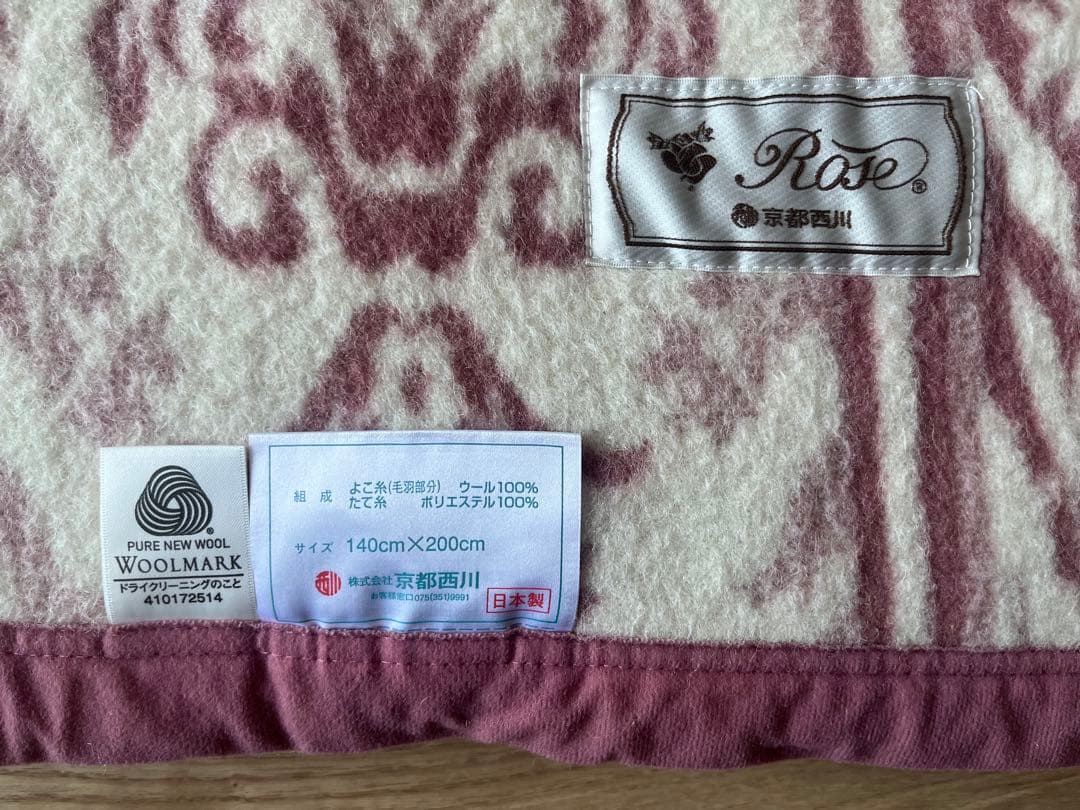 Rose®
京都西川
PURE NEW WOOL
WOOLMARK
ドライクリーニングのこと
410172514
組成 よこ糸(毛羽部分) ウール100%
たて糸 ポリエステル100%
サイズ 140cm×200cm
西川 株式会社 京都西川
お客様窓口075(351)9991
日本製